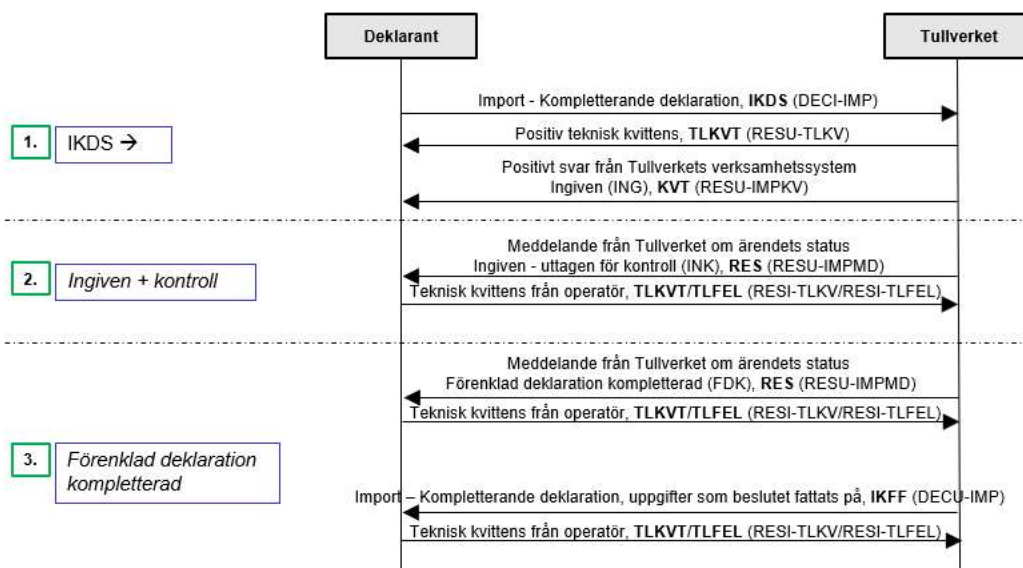 Deklarant
Tullverket
Import - Kompletterande deklaration, IKDS (DECI-IMP)
1.
IKDS →
Positiv teknisk kvittens, TLKVT (RESU-TLKV)
Positivt svar från Tullverkets verksamhetssystem
Ingiven (ING), KVT (RESU-IMPKV)
2.
Ingiven + kontroll
Meddelande från Tullverket om ärendets status
Ingiven - uttagen för kontroll (INK), RES (RESU-IMPMD)
Teknisk kvittens från operatör, TLKVT/TLFEL (RESI-TLKV/RESI-TLFEL)
Meddelande från Tullverket om ärendets status
Förenklad deklaration kompletterad (FDK), RES (RESU-IMPMD)
Teknisk kvittens från operatör, TLKVT/TLFEL (RESI-TLKV/RESI-TLFEL)
3.
Förenklad deklaration
kompletterad
Import – Kompletterande deklaration, uppgifter som beslutet fattats på, IKFF (DECU-IMP)
Teknisk kvittens från operatör, TLKVT/TLFEL (RESI-TLKV/RESI-TLFEL)